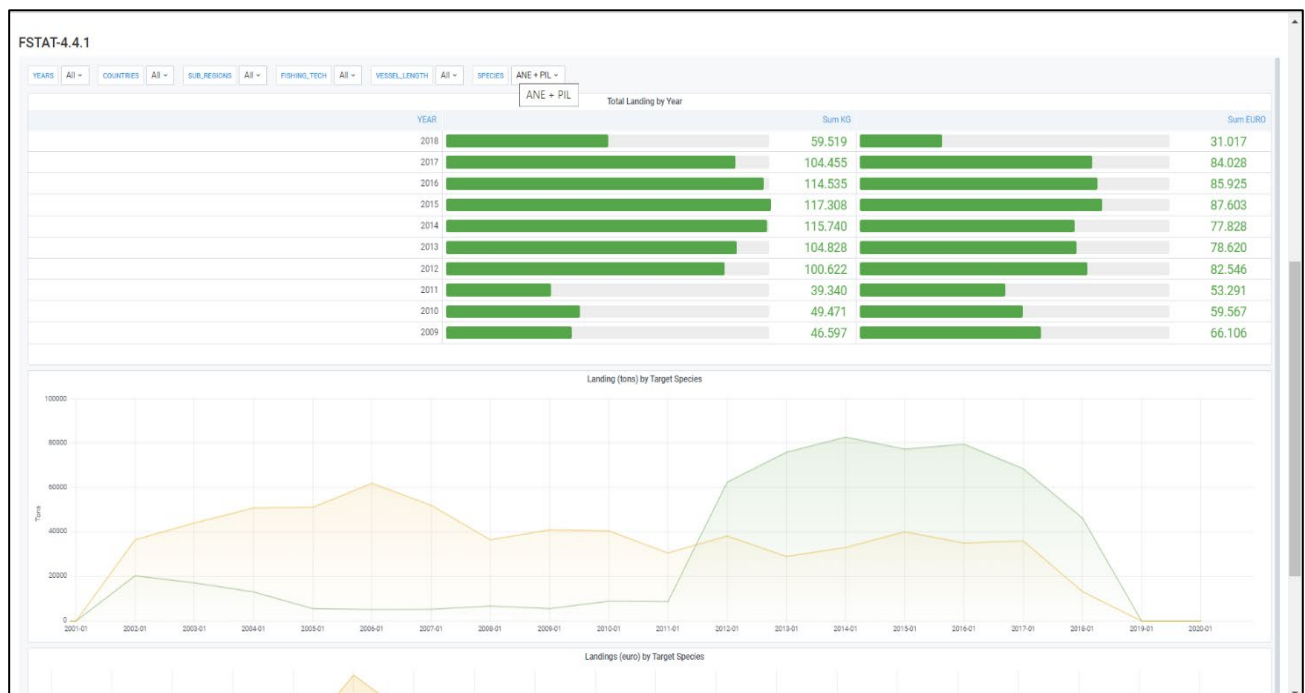 FSTAT-4.4.1
YEARS All COUNTRIES All SUB_REGIONS All FISHING_TECH All VESSEL_LENGTH All SPECIES ANE + PIL
ANE + PIL
Total Landing by Year
YEAR Sum KG Sum EURO
2018 59.519 31.017
2017 104.455 84.028
2016 114.535 85.925
2015 117.308 87.603
2014 115.740 77.828
2013 104.828 78.620
2012 100.622 82.546
2011 39.340 53.291
2010 49.471 59.567
2009 46.597 66.106
Landing (tons) by Target Species
100000
80000
60000
40000
20000
0
Tons
2001-01 2002-01 2003-01 2004-01 2005-01 2006-01 2007-01 2008-01 2009-01 2010-01 2011-01 2012-01 2013-01 2014-01 2015-01 2016-01 2017-01 2018-01 2019-01 2020-01
Landings (euro) by Target Species